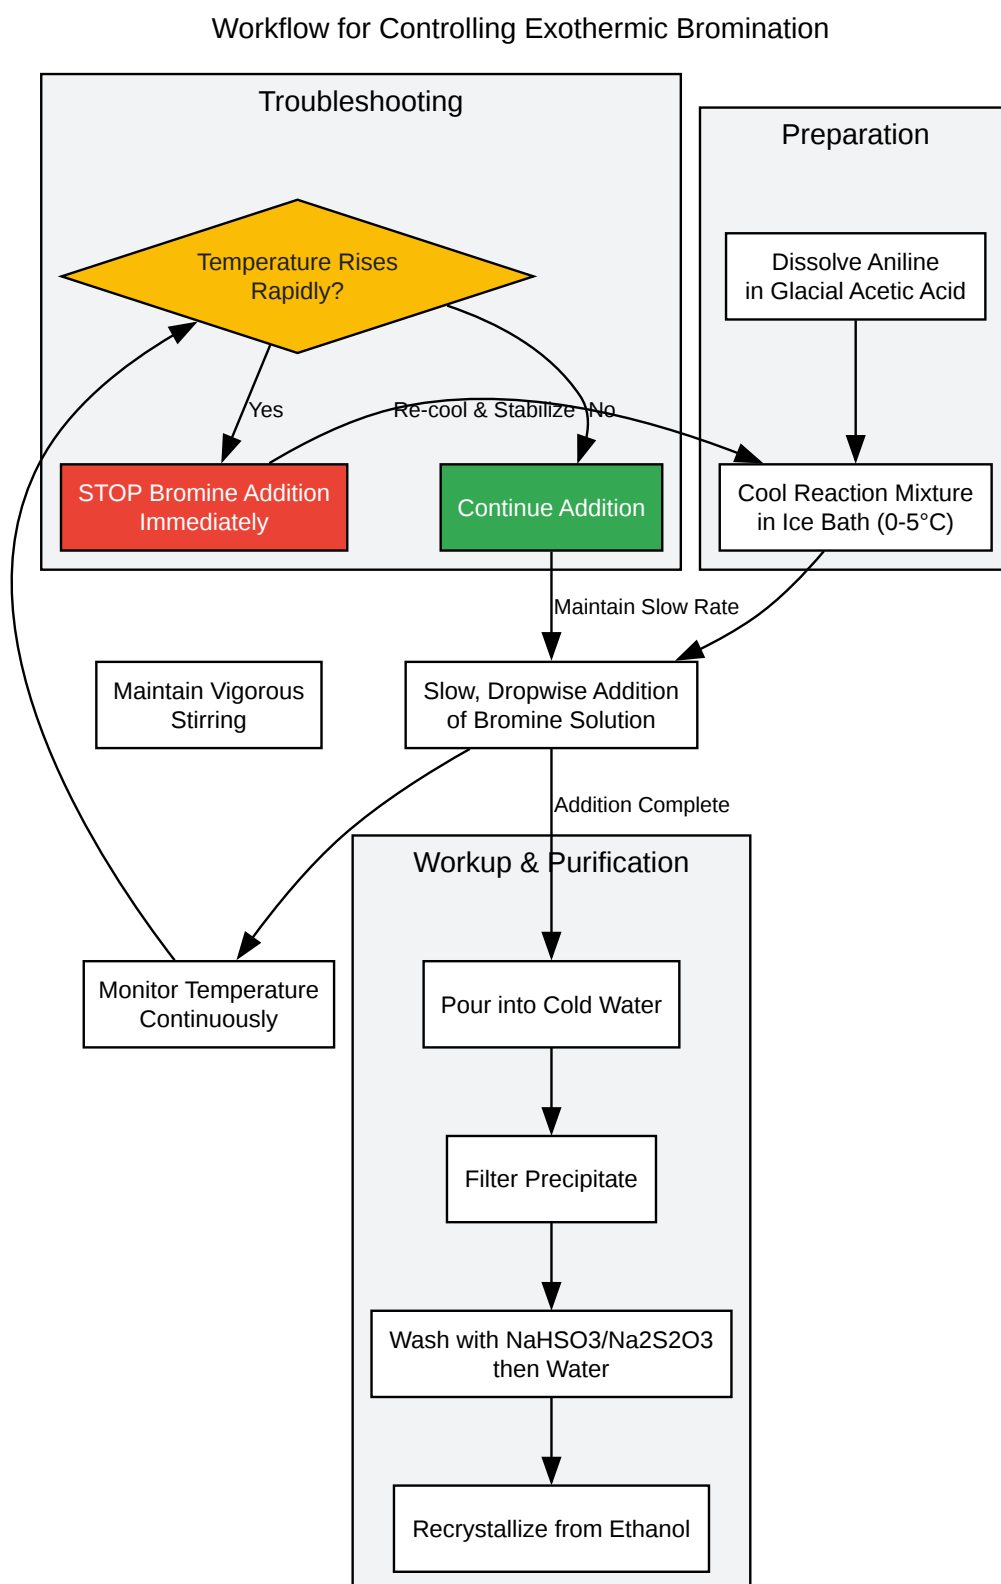 Workflow for Controlling Exothermic Bromination
Troubleshooting
Preparation
Temperature Rises
Rapidly?
Dissolve Aniline
in Glacial Acetic Acid
Yes
Re-cool & Stabilize
No
STOP Bromine Addition
Immediately
Continue Addition
Cool Reaction Mixture
in Ice Bath (0-5°C)
Maintain Slow Rate
Maintain Vigorous
Stirring
Slow, Dropwise Addition
of Bromine Solution
Addition Complete
Workup & Purification
Monitor Temperature
Continuously
Pour into Cold Water
Filter Precipitate
Wash with NaHSO3/Na2S2O3
then Water
Recrystallize from Ethanol